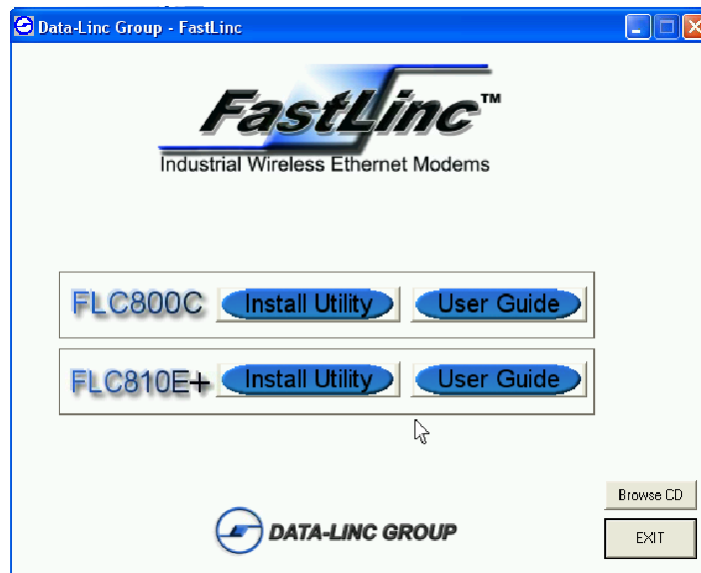 Data-Linc Group - FastLinc
FastLinc™
Industrial Wireless Ethernet Modems
FLC800C Install Utility User Guide
FLC810E+ Install Utility User Guide
Browse CD
DATA-LINC GROUP
EXIT